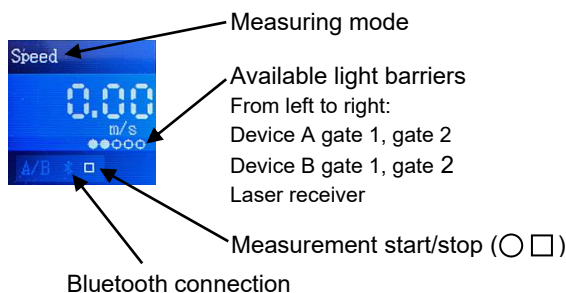 Measuring mode
Speed
Available light barriers
0.00
From left to right:
m/s
Device A gate 1, gate 2
Device B gate 1, gate 2
A/B
Laser receiver
Measurement start/stop (○ □)
Bluetooth connection